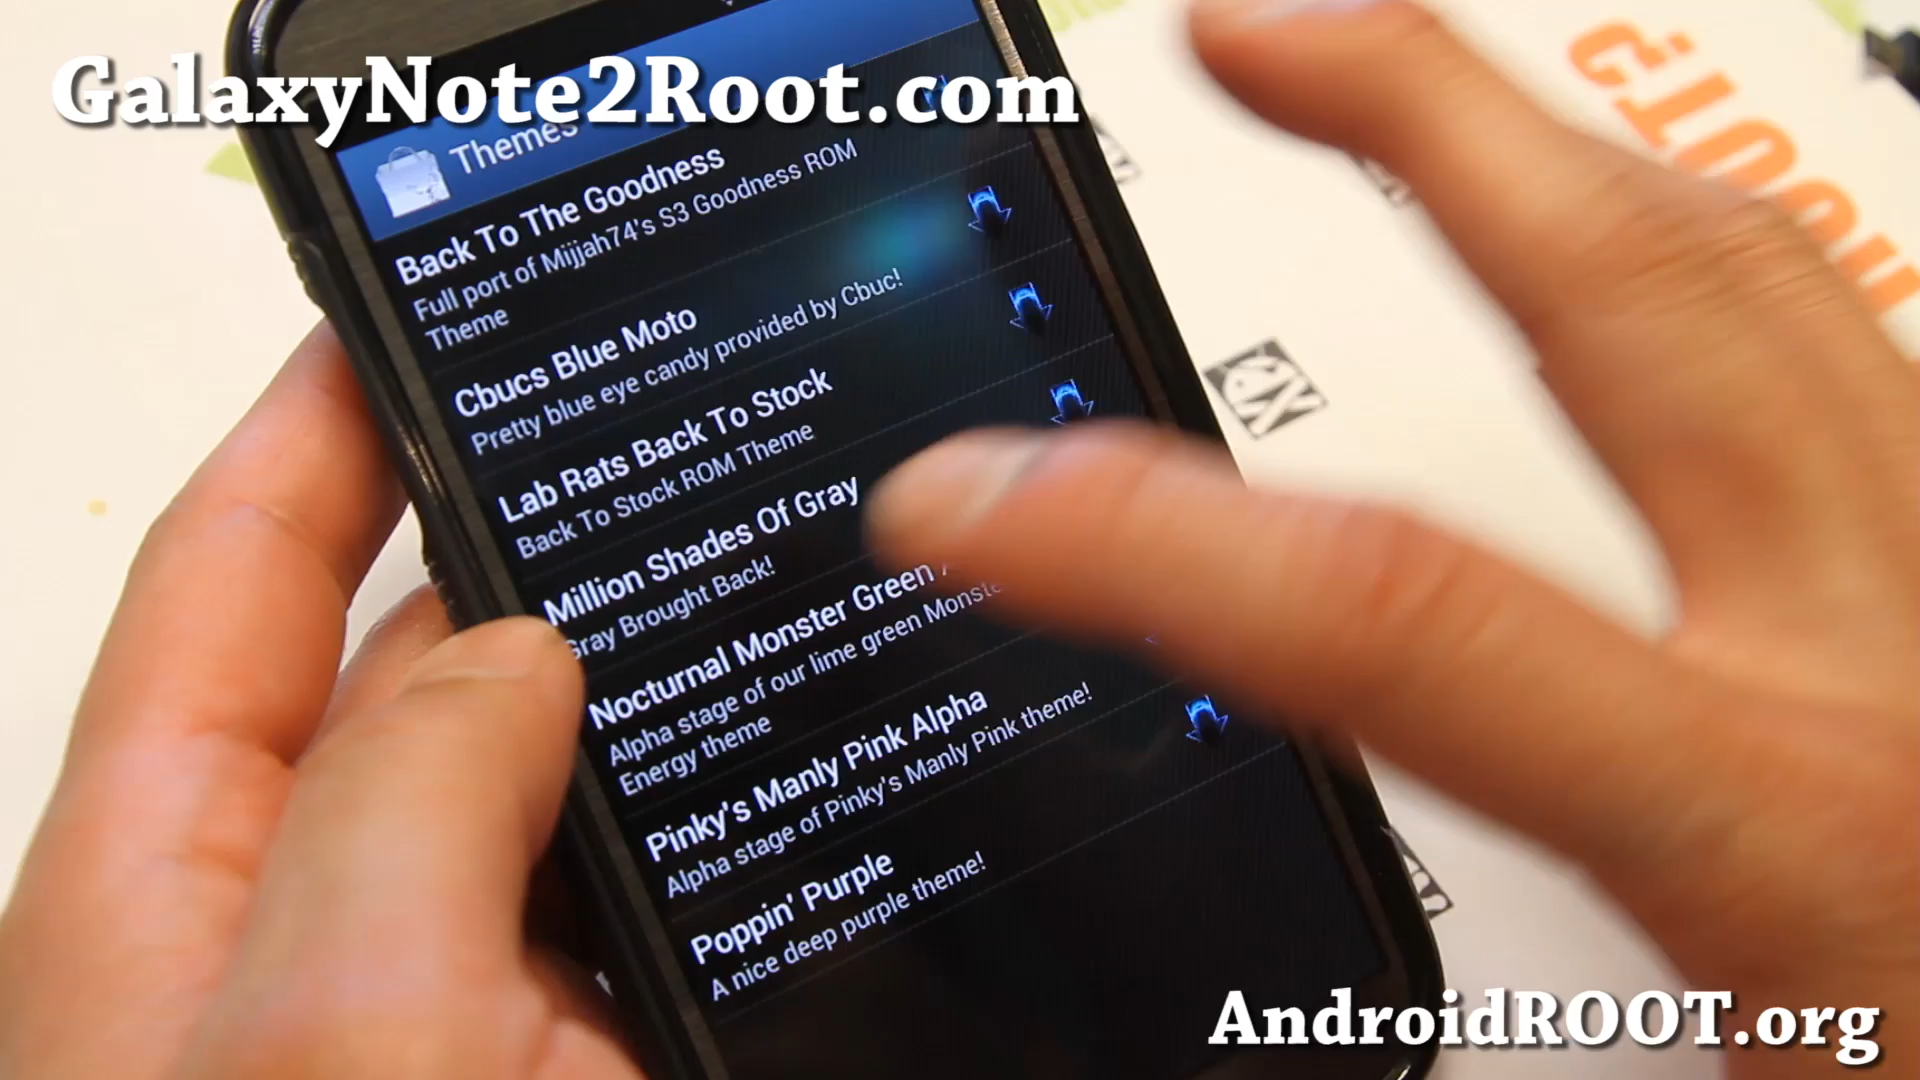 GalaxyNote2Root.com
Themes
Back To The Goodness
Full port of Mijjah74's S3 Goodness ROM
Theme
Cbucs Blue Moto
Pretty blue eye candy provided by Cbuc!
Lab Rats Back To Stock
Back To Stock ROM Theme
Million Shades Of Gray
Gray Brought Back!
Nocturnal Monster Green
Alpha stage of our lime green
Energy theme
Pinky's Manly Pink Alpha
Alpha stage of Pinky's Manly Pink theme!
Poppin' Purple
A nice deep purple theme!
AndroidROOT.org